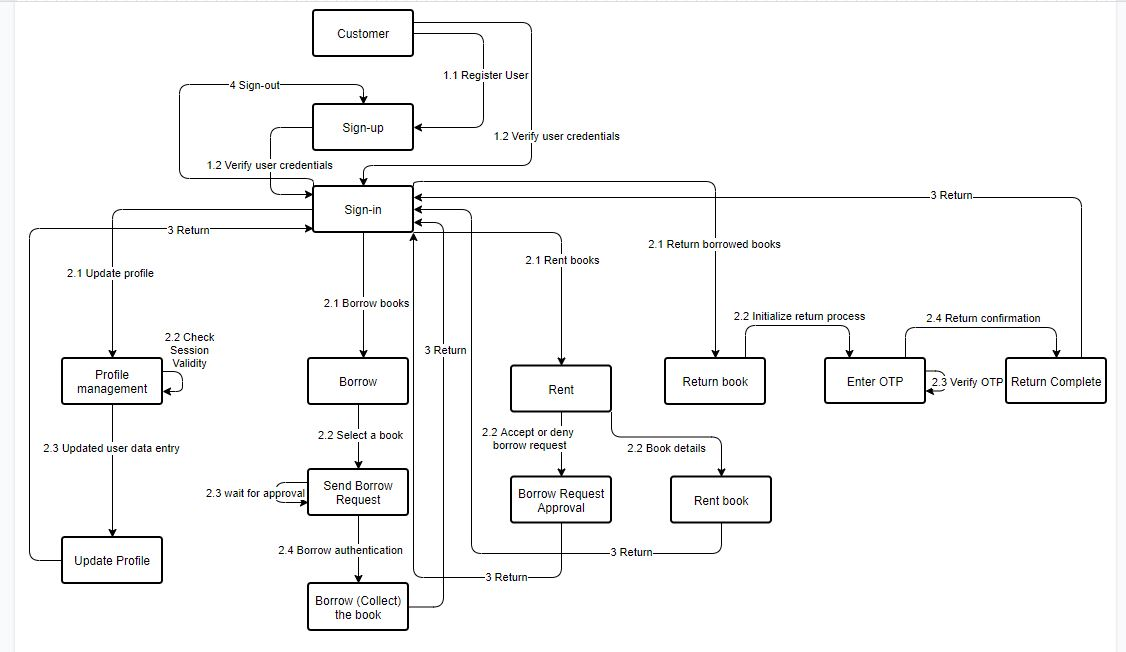 Customer
1.1 Register User
4 Sign-out
Sign-up
1.2 Verify user credentials
1.2 Verify user credentials
3 Return
Sign-in
3 Return
2.1 Return borrowed books
2.1 Rent books
2.1 Update profile
2.1 Borrow books
2.2 Initialize return process
2.4 Return confirmation
2.2 Check
Session
Validity
3 Return
Profile
management
Borrow
Rent
Return book
Enter OTP
2.3 Verify OTP
Return Complete
2.2 Select a book
2.2 Accept or deny
borrow request
2.3 Updated user data entry
2.2 Book details
2.3 wait for approval
Send Borrow
Request
Borrow Request
Approval
Rent book
2.4 Borrow authentication
3 Return
Update Profile
3 Return
Borrow (Collect)
the book